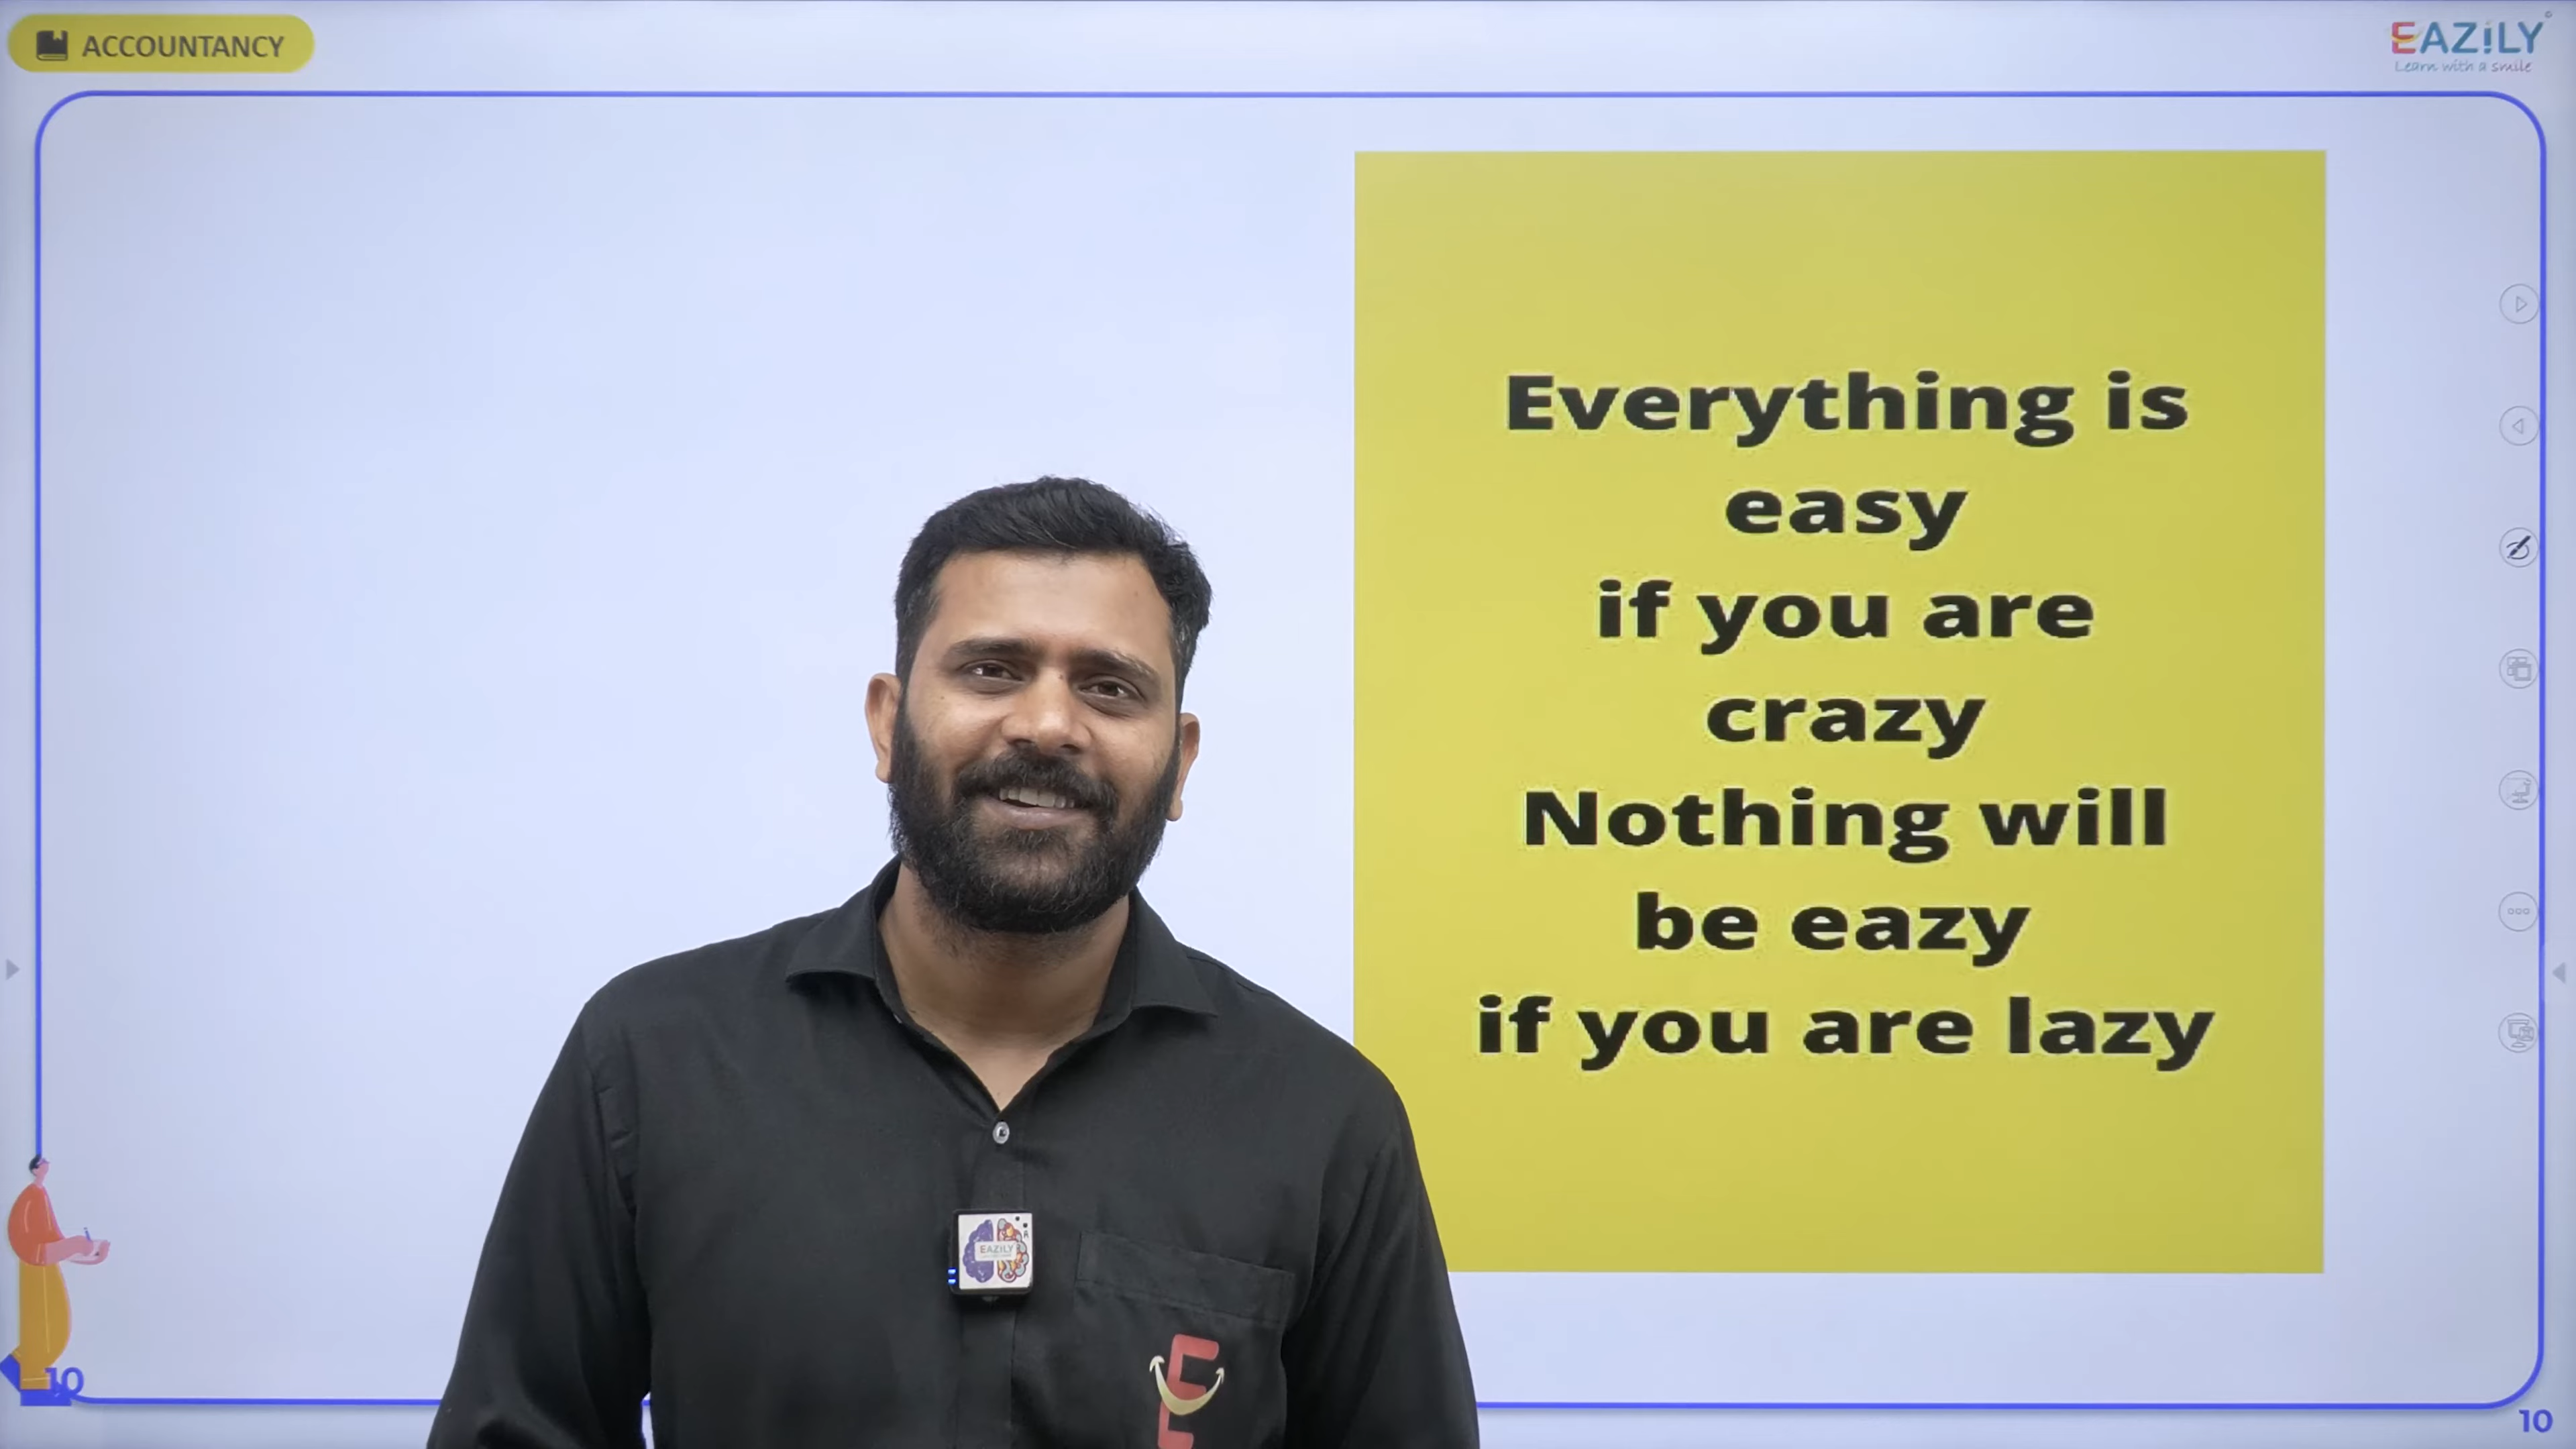 ACCOUNTANCY
EAZiLY
Learn with a smile
Everything is
easy
if you are
crazy
Nothing will
be eazy
if you are lazy
EAZILY
E
10
10